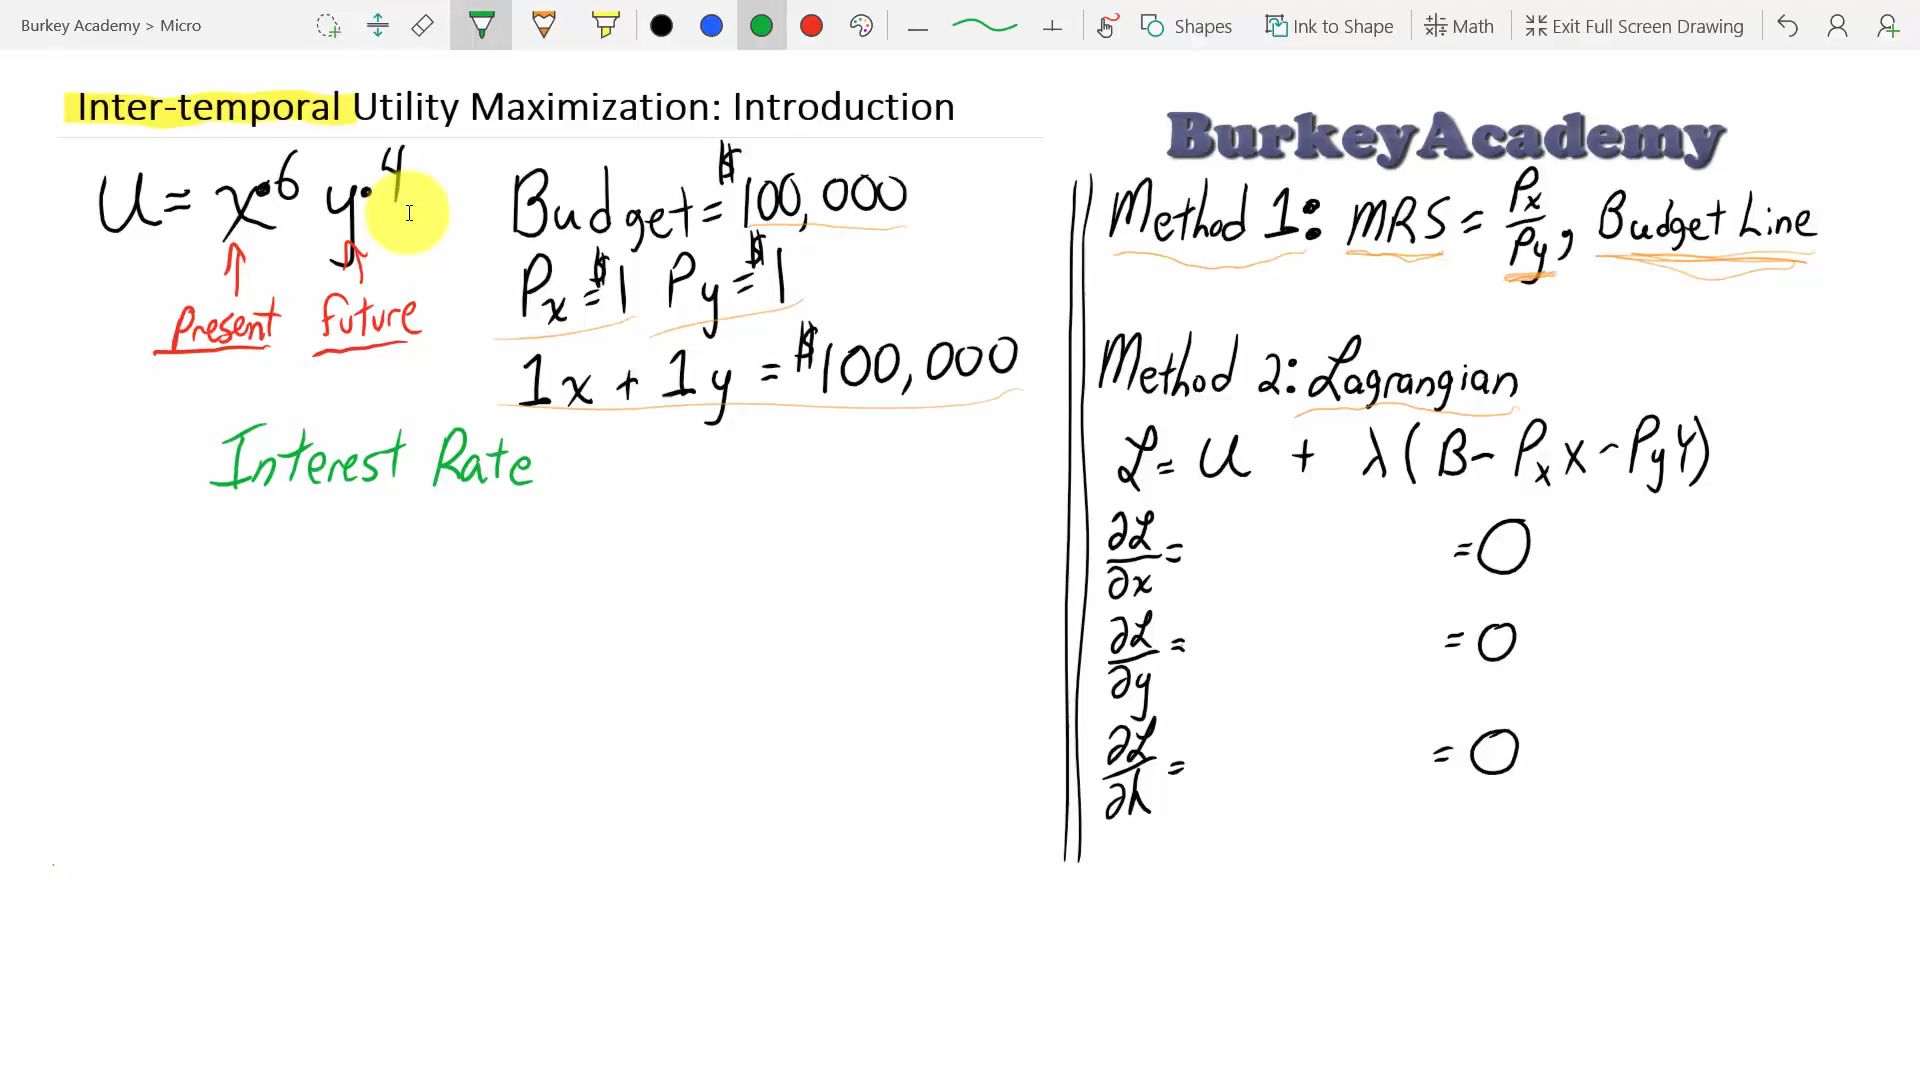 Burkey Academy > Micro
Shapes
Ink to Shape
Math
Exit Full Screen Drawing
Inter-temporal Utility Maximization: Introduction
BurkeyAcademy
U = x^.6 y^.4
Present
future
Budget = $100,000
Px = $1 Py = $1
1x + 1y = $100,000
Interest Rate
Method 1: MRS = Px/Py, Budget Line
Method 2: Lagrangian
ℒ = U + λ(B - PxX - PyY)
∂ℒ/∂x = = 0
∂ℒ/∂y = = 0
∂ℒ/∂λ = = 0